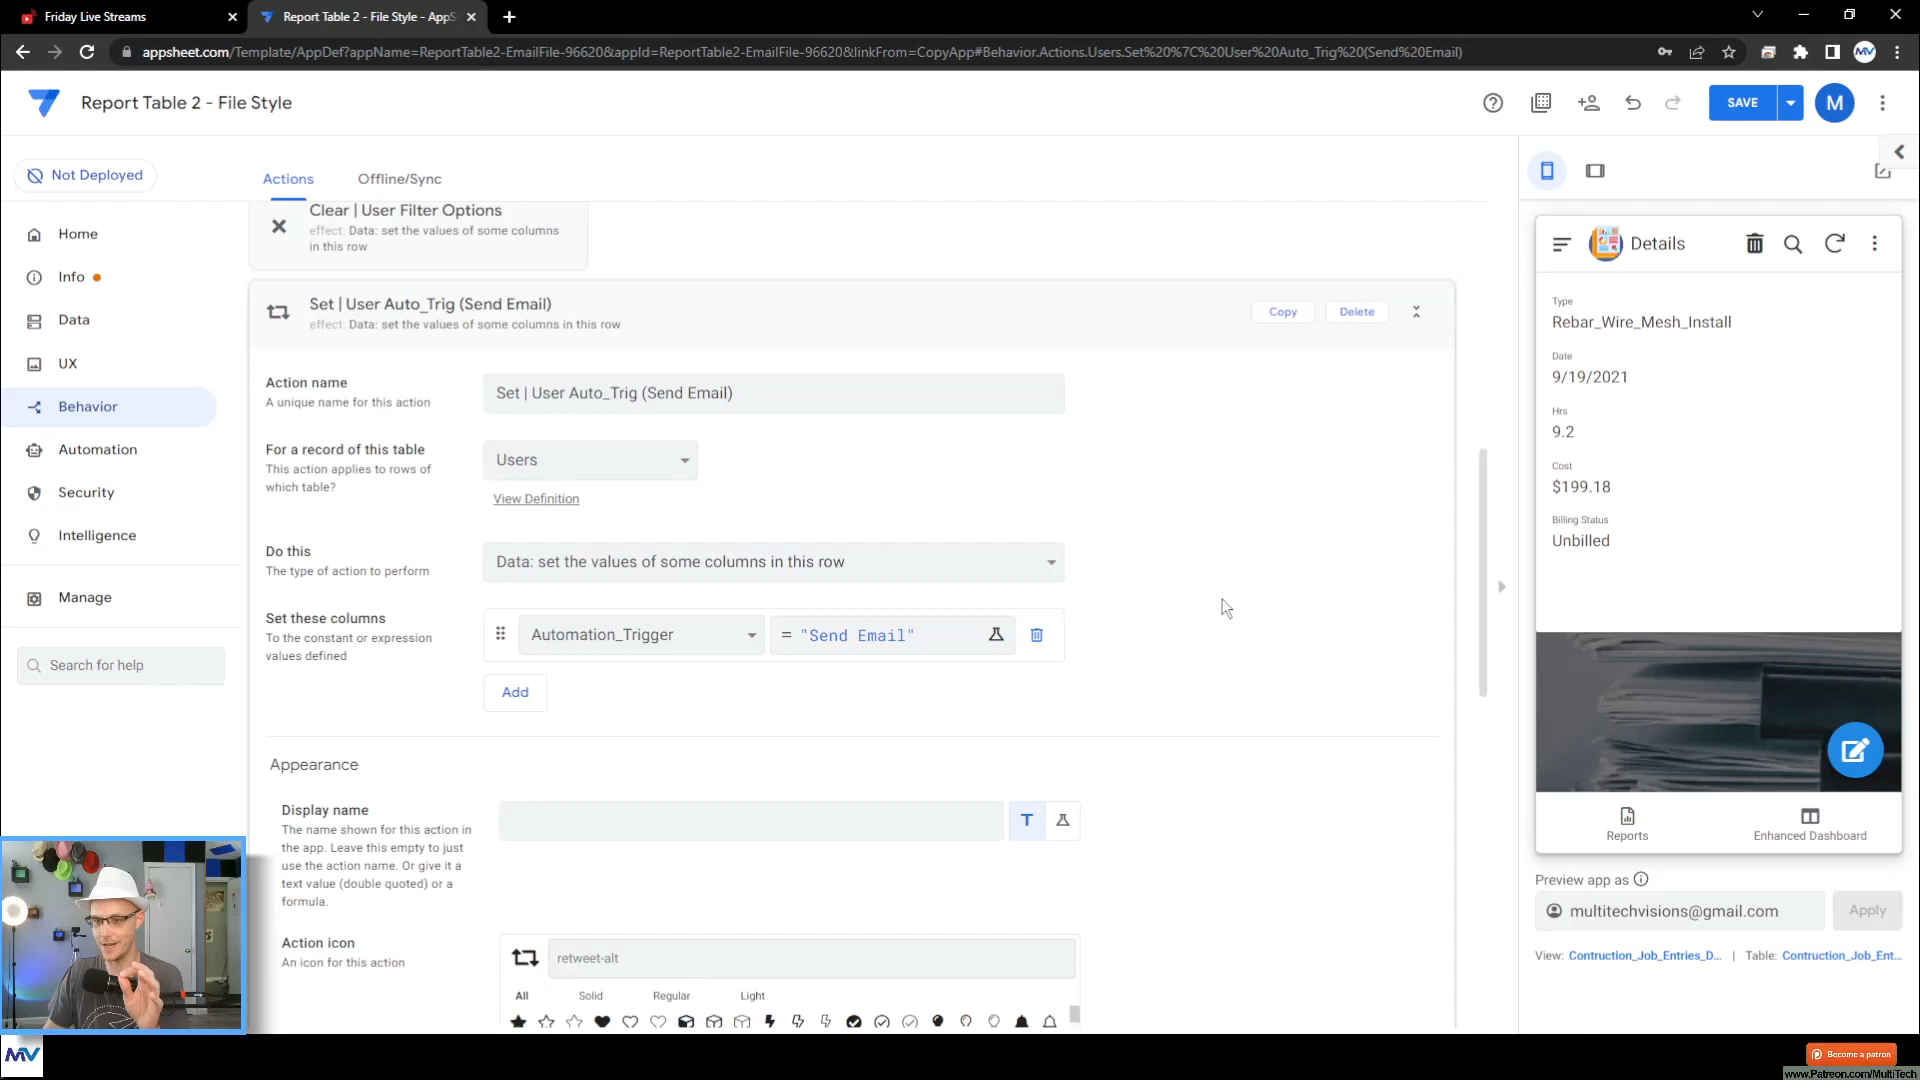 Friday Live Streams
Report Table 2 - File Style - AppS
appsheet.com/Template/AppDef?appName=ReportTable2-EmailFile-96620&appId=ReportTable2-EmailFile-96620&linkFrom=CopyApp#Behavior.Actions.Users.Set%20%7C%20User%20Auto_Trig%20(Send%20Email)
MV
Report Table 2 - File Style
SAVE
M
Not Deployed
Actions
Offline/Sync
Home
Info
Data
UX
Behavior
Automation
Security
Intelligence
Manage
Search for help
Clear | User Filter Options
effect: Data: set the values of some columns
in this row
Set | User Auto_Trig (Send Email)
effect: Data: set the values of some columns in this row
Copy
Delete
Action name
A unique name for this action
Set | User Auto_Trig (Send Email)
For a record of this table
This action applies to rows of
which table?
Users
View Definition
Do this
The type of action to perform
Data: set the values of some columns in this row
Set these columns
To the constant or expression
values defined
Automation_Trigger
= "Send Email"
Add
Appearance
Display name
The name shown for this action in
the app. Leave this empty to just
use the action name. Or give it a
text value (double quoted) or a
formula.
T
Action icon
An icon for this action
retweet-alt
All
Solid
Regular
Light
Details
Type
Rebar_Wire_Mesh_Install
Date
9/19/2021
Hrs
9.2
Cost
$199.18
Billing Status
Unbilled
Reports
Enhanced Dashboard
Preview app as
multitechvisions@gmail.com
Apply
View: Contruction_Job_Entries_D... | Table: Contruction_Job_Ent...
MV
Become a patron
www.Patreon.com/MultiTech